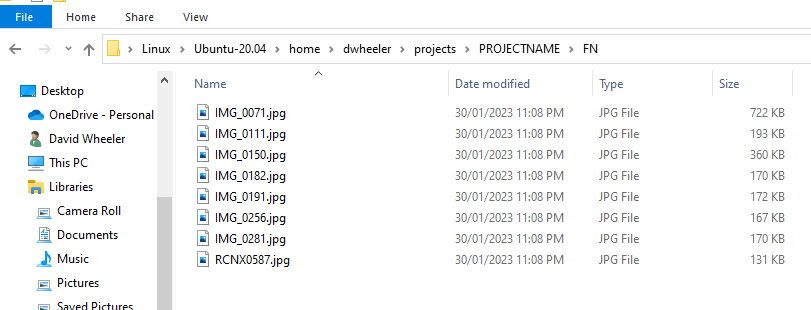 File Home Share View
Linux Ubuntu-20.04 home dwheeler projects PROJECTNAME FN
Desktop
OneDrive - Personal
David Wheeler
This PC
Libraries
Camera Roll
Documents
Music
Pictures
Saved Pictures
Name Date modified Type Size
IMG_0071.jpg 30/01/2023 11:08 PM JPG File 722 KB
IMG_0111.jpg 30/01/2023 11:08 PM JPG File 193 KB
IMG_0150.jpg 30/01/2023 11:08 PM JPG File 360 KB
IMG_0182.jpg 30/01/2023 11:08 PM JPG File 170 KB
IMG_0191.jpg 30/01/2023 11:08 PM JPG File 172 KB
IMG_0256.jpg 30/01/2023 11:08 PM JPG File 167 KB
IMG_0281.jpg 30/01/2023 11:08 PM JPG File 170 KB
RCNX0587.jpg 30/01/2023 11:08 PM JPG File 131 KB